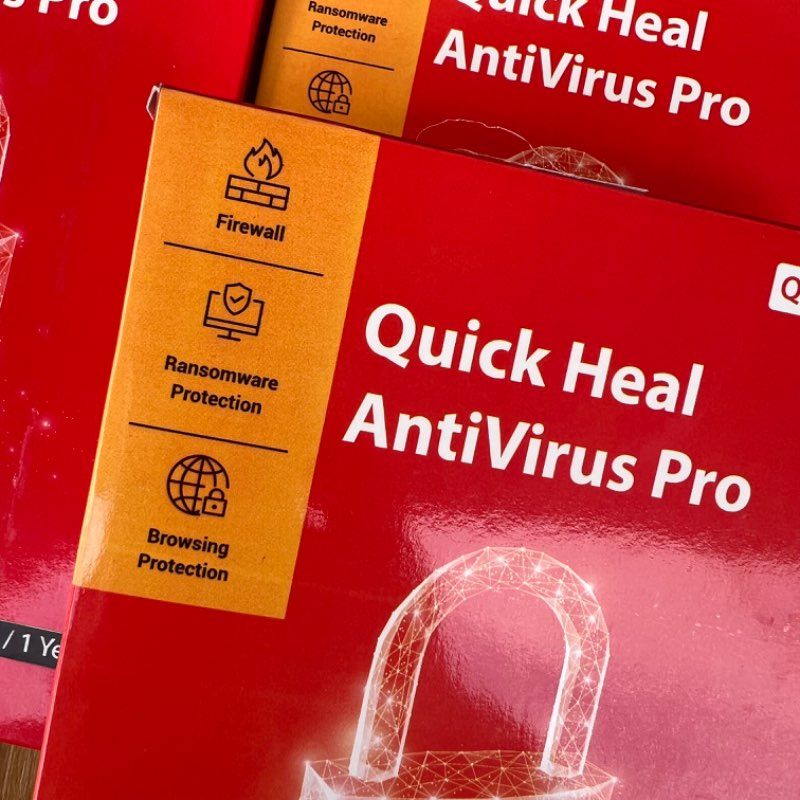 s Pro
Ransomware
Protection
Quick Heal
AntiVirus Pro
Firewall
Ransomware
Protection
Browsing
Protection
Q
Quick Heal
AntiVirus Pro
/ 1 Ye